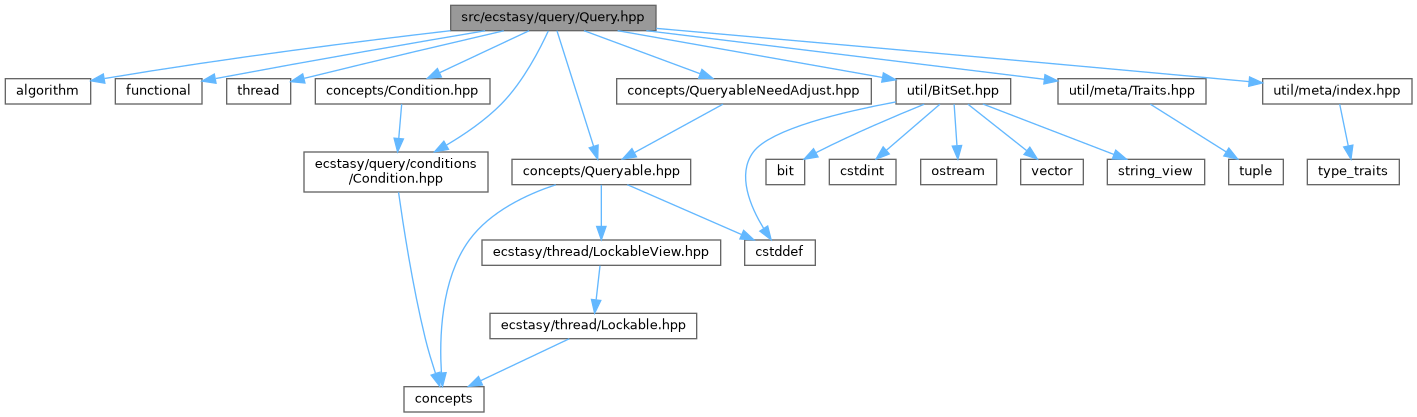 src/ecstasy/query/Query.hpp
algorithm
functional
thread
concepts/Condition.hpp
concepts/QueryableNeedAdjust.hpp
util/BitSet.hpp
util/meta/Traits.hpp
util/meta/index.hpp
ecstasy/query/conditions
/Condition.hpp
concepts/Queryable.hpp
bit
cstdint
ostream
vector
string_view
tuple
type_traits
ecstasy/thread/LockableView.hpp
cstddef
ecstasy/thread/Lockable.hpp
concepts